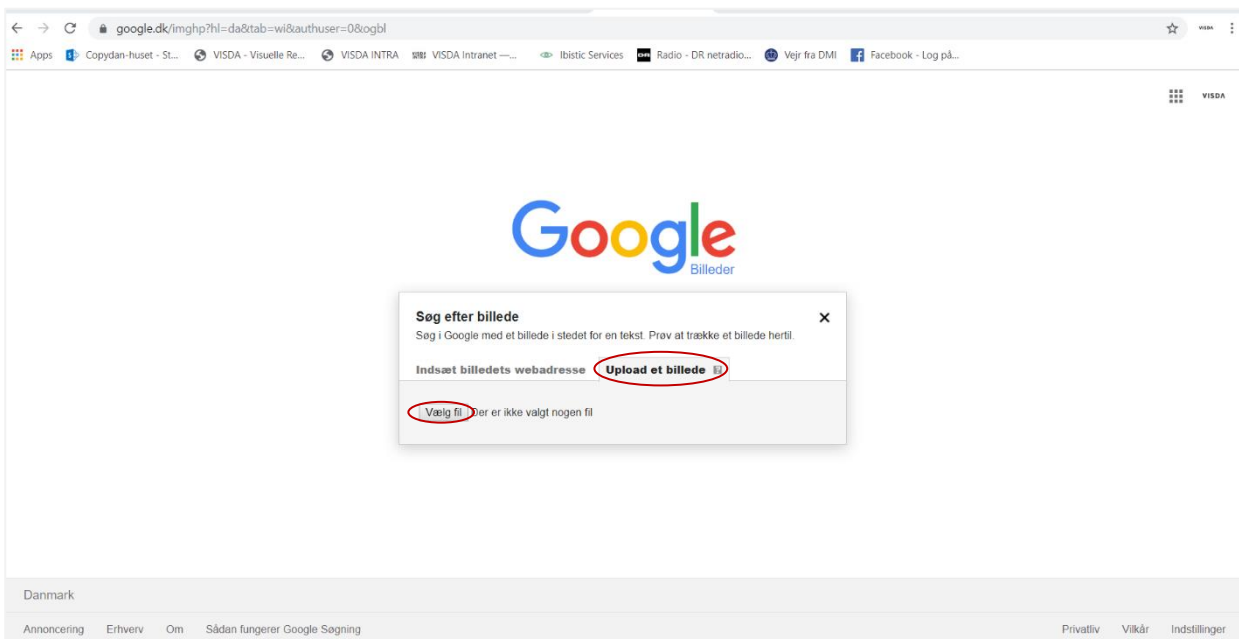 google.dk/imghp?hl=da&tab=wi&authuser=0&ogbl
VISDA
Apps Copydan-huset - St... VISDA - Visuelle Re... VISDA INTRA VISDA Intranet —... Ibistic Services Radio - DR netradio... Vejr fra DMI Facebook - Log på...
VISDA
Google
Billeder
Søg efter billede
Søg i Google med et billede i stedet for en tekst. Prøv at trække et billede hertil.
Indsæt billedets webadresse Upload et billede ?
Vælg fil Der er ikke valgt nogen fil
Danmark
Annoncering Erhverv Om Sådan fungerer Google Søgning Privatliv Vilkår Indstillinger